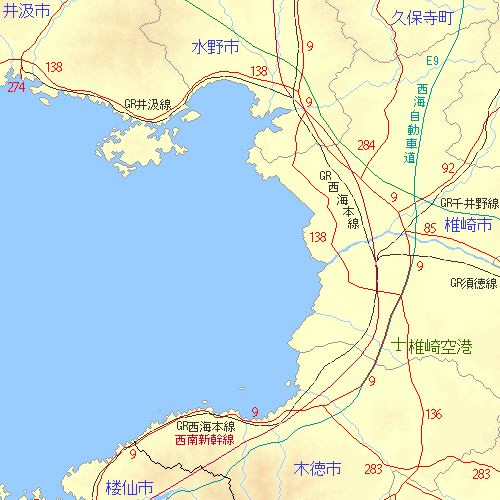 井汲市
久保寺町
水野市
9
E9
138
138
274
GR井汲線
9
西海自動車道
284
92
GR西海本線
9
GR千井野線
椎崎市
85
138
9
GR須徳線
士椎崎空港
9
136
9
GR西海本線
西南新幹線
9
木徳市
283
283
楼仙市